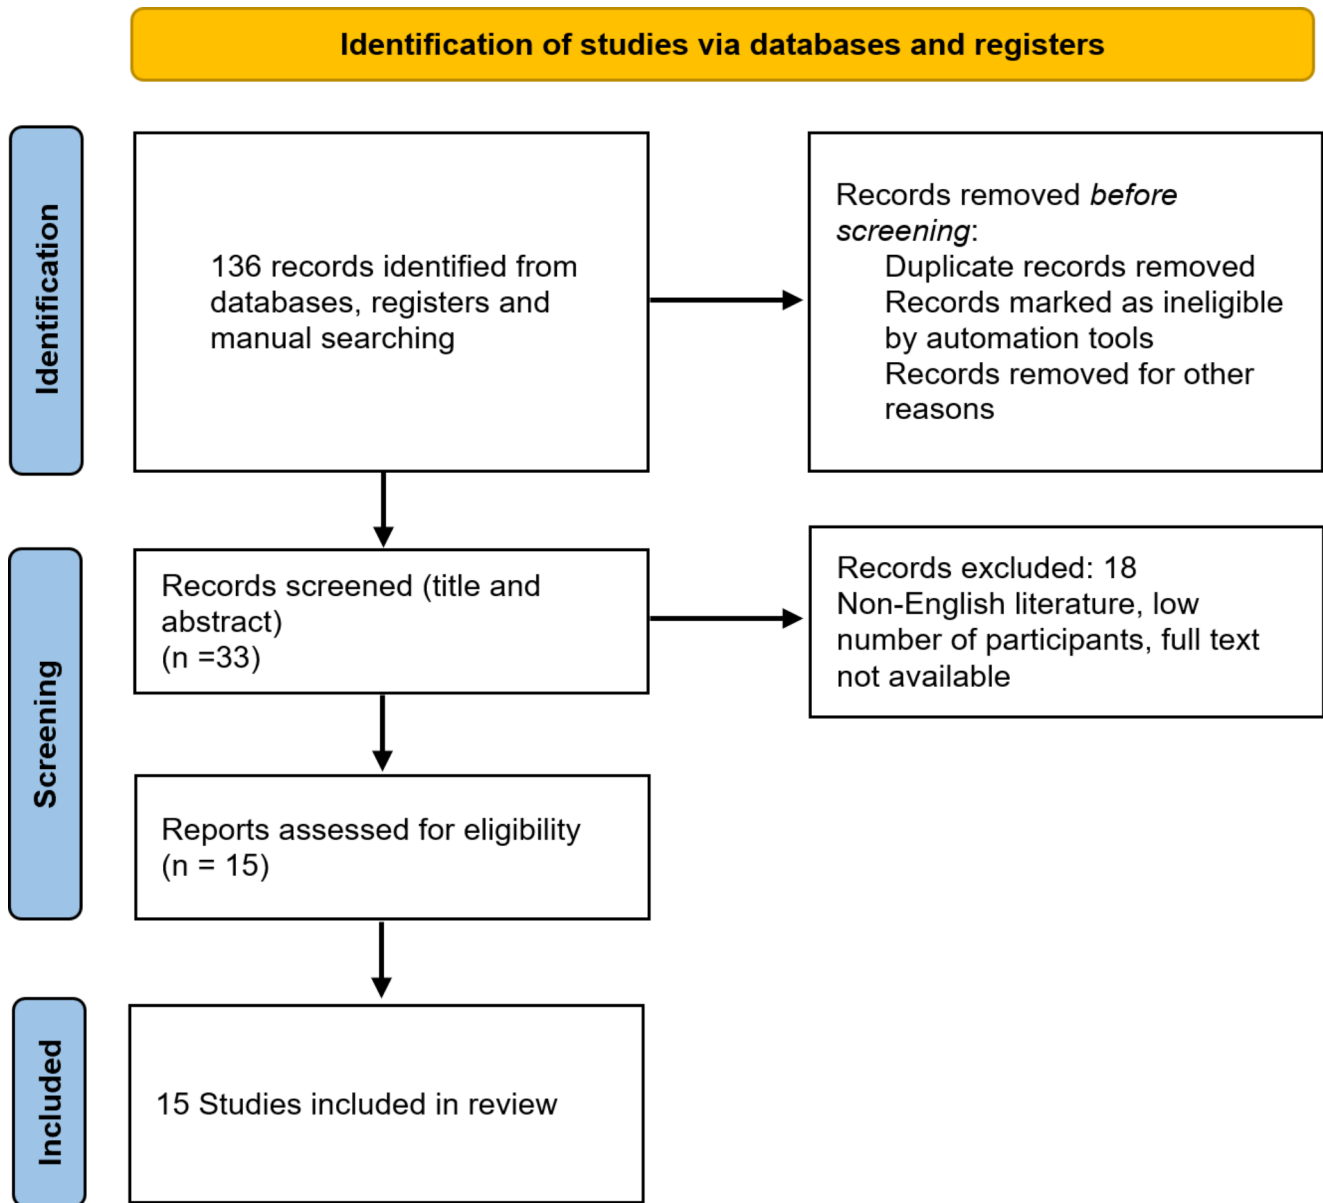 Identification of studies via databases and registers
Identification
136 records identified from
databases, registers and
manual searching
Records removed before
screening:
Duplicate records removed
Records marked as ineligible
by automation tools
Records removed for other
reasons
Screening
Records screened (title and
abstract)
(n =33)
Records excluded: 18
Non-English literature, low
number of participants, full text
not available
Reports assessed for eligibility
(n = 15)
Included
15 Studies included in review